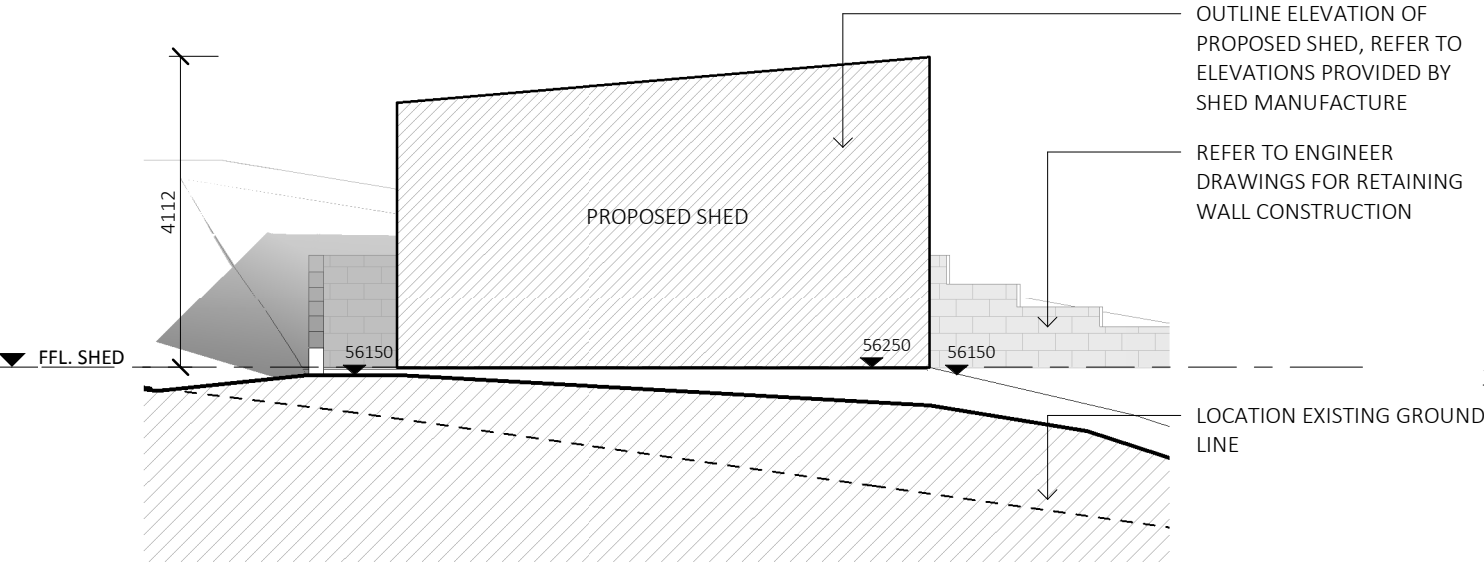 OUTLINE ELEVATION OF
PROPOSED SHED, REFER TO
ELEVATIONS PROVIDED BY
SHED MANUFACTURE
REFER TO ENGINEER
DRAWINGS FOR RETAINING
WALL CONSTRUCTION
4112
PROPOSED SHED
FFL. SHED
56150
56250
56150
LOCATION EXISTING GROUND
LINE